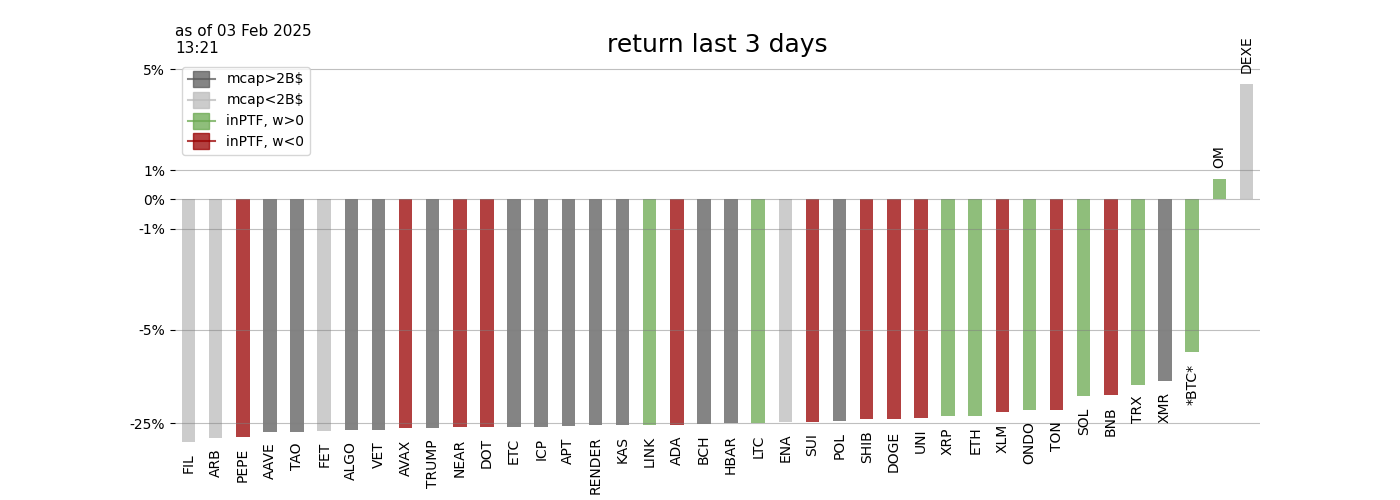 as of 03 Feb 2025
13:21
return last 3 days
mcap>2B$
mcap<2B$
inPTF, w>0
inPTF, w<0
5%
1%
0%
-1%
-5%
-25%
FIL
ARB
PEPE
AAVE
TAO
FET
ALGO
VET
AVAX
TRUMP
NEAR
DOT
ETC
ICP
APT
RENDER
KAS
LINK
ADA
BCH
HBAR
LTC
ENA
SUI
POL
SHIB
DOGE
UNI
XRP
ETH
XLM
ONDO
TON
SOL
BNB
TRX
XMR
*BTC*
OM
DEXE